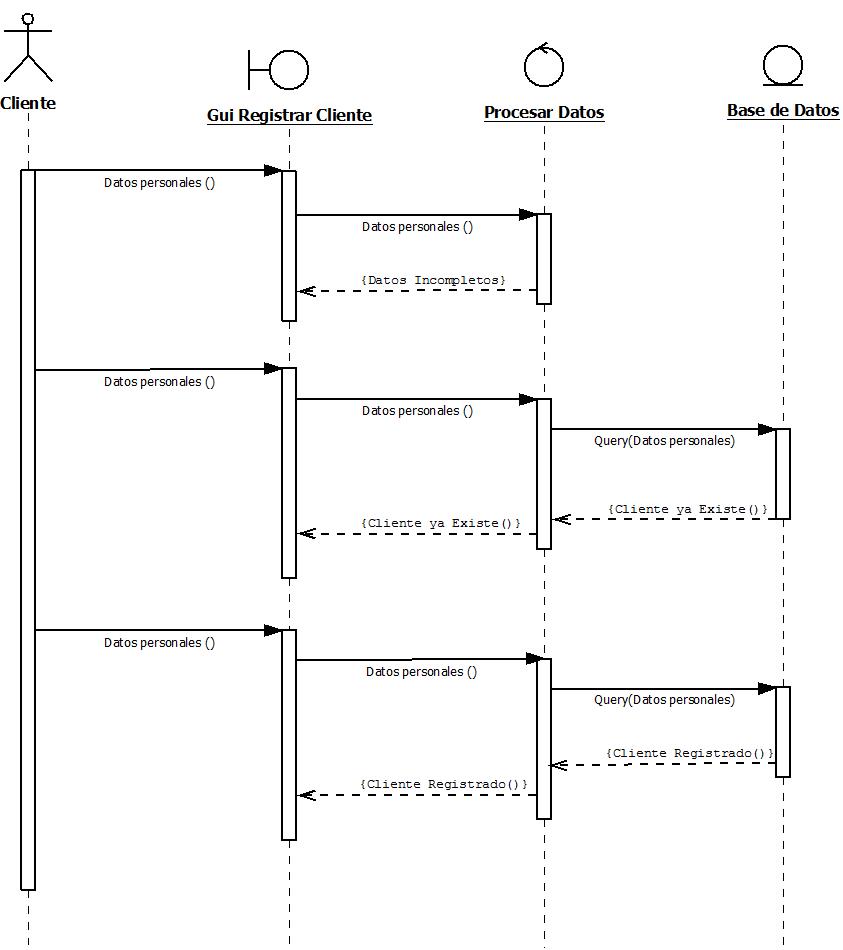 Cliente
Gui Registrar Cliente
Procesar Datos
Base de Datos
Datos personales ()
Datos personales ()
{Datos Incompletos}
Datos personales ()
Datos personales ()
Query(Datos personales)
{Cliente ya Existe()}
{Cliente ya Existe()}
Datos personales ()
Datos personales ()
Query(Datos personales)
{Cliente Registrado()}
{Cliente Registrado()}